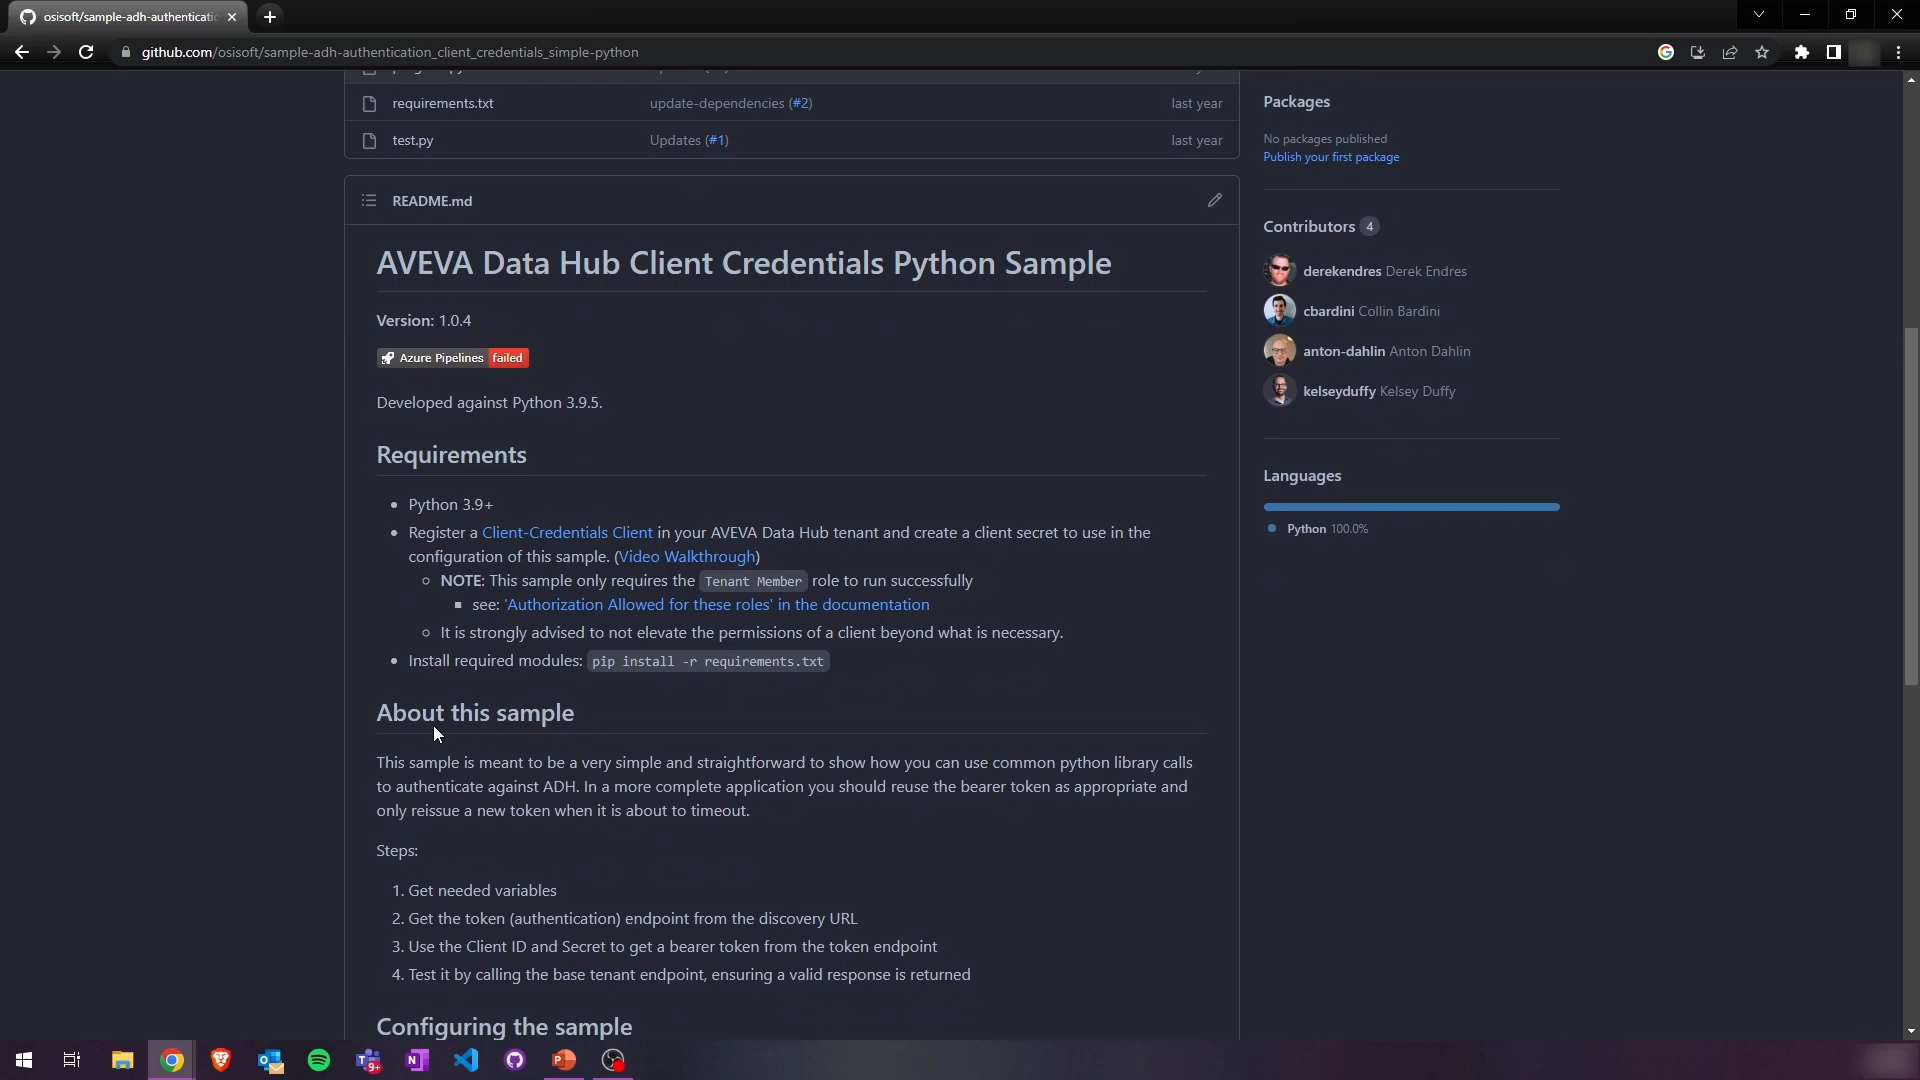 osisoft/sample-adh-authenticatio
github.com/osisoft/sample-adh-authentication_client_credentials_simple-python
requirements.txt update-dependencies (#2) last year
test.py Updates (#1) last year
README.md
AVEVA Data Hub Client Credentials Python Sample
Version: 1.0.4
Azure Pipelines failed
Developed against Python 3.9.5.
Requirements
Python 3.9+
Register a Client-Credentials Client in your AVEVA Data Hub tenant and create a client secret to use in the
configuration of this sample. (Video Walkthrough)
NOTE: This sample only requires the Tenant Member role to run successfully
see: 'Authorization Allowed for these roles' in the documentation
It is strongly advised to not elevate the permissions of a client beyond what is necessary.
Install required modules: pip install -r requirements.txt
About this sample
This sample is meant to be a very simple and straightforward to show how you can use common python library calls
to authenticate against ADH. In a more complete application you should reuse the bearer token as appropriate and
only reissue a new token when it is about to timeout.
Steps:
1. Get needed variables
2. Get the token (authentication) endpoint from the discovery URL
3. Use the Client ID and Secret to get a bearer token from the token endpoint
4. Test it by calling the base tenant endpoint, ensuring a valid response is returned
Configuring the sample
Packages
No packages published
Publish your first package
Contributors 4
derekendres Derek Endres
cbardini Collin Bardini
anton-dahlin Anton Dahlin
kelseyduffy Kelsey Duffy
Languages
Python 100.0%
9+